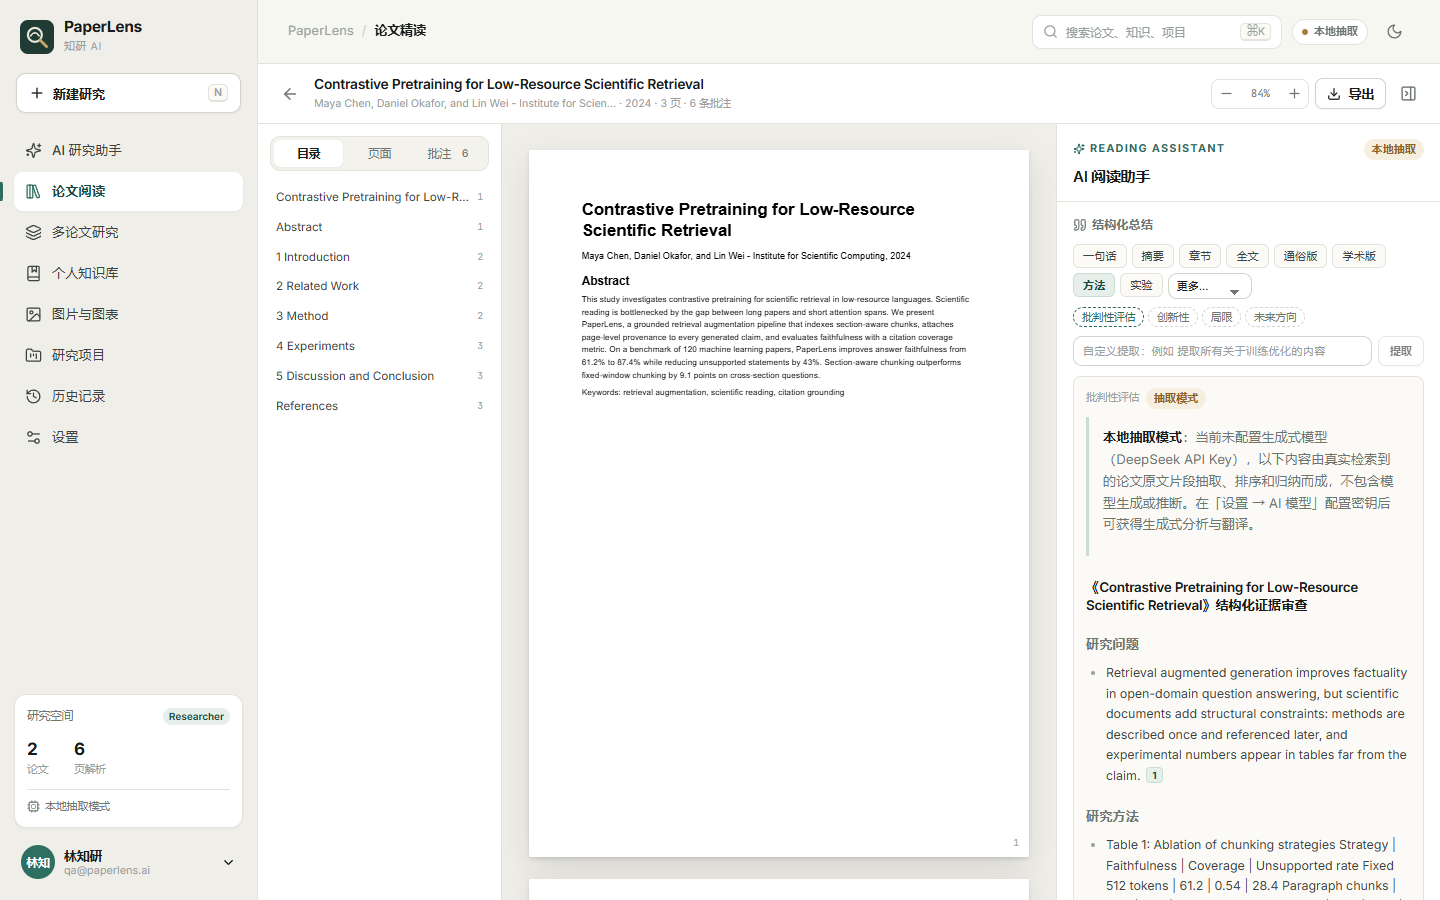 PaperLens
知研 AI
新建研究 N
AI 研究助手
论文阅读
多论文研究
个人知识库
图片与图表
研究项目
历史记录
设置
研究空间 Researcher
2 6
论文 页解析
本地抽取模式
林知 林知研
qa@paperlens.ai
PaperLens / 论文精读
搜索论文、知识、项目 ⌘K
本地抽取
Contrastive Pretraining for Low-Resource Scientific Retrieval
Maya Chen, Daniel Okafor, and Lin Wei - Institute for Scien... · 2024 · 3 页 · 6 条批注
84%
导出
目录 页面 批注 6
Contrastive Pretraining for Low-R... 1
Abstract 1
1 Introduction 2
2 Related Work 2
3 Method 2
4 Experiments 3
5 Discussion and Conclusion 3
References 3
Contrastive Pretraining for Low-Resource
Scientific Retrieval
Maya Chen, Daniel Okafor, and Lin Wei - Institute for Scientific Computing, 2024
Abstract
This study investigates contrastive pretraining for scientific retrieval in low-resource languages. Scientific
reading is bottlenecked by the gap between long papers and short attention spans. We present
PaperLens, a grounded retrieval augmentation pipeline that indexes section-aware chunks, attaches
page-level provenance to every generated claim, and evaluates faithfulness with a citation coverage
metric. On a benchmark of 120 machine learning papers, PaperLens improves answer faithfulness from
61.2% to 87.4% while reducing unsupported statements by 43%. Section-aware chunking outperforms
fixed-window chunking by 9.1 points on cross-section questions.
Keywords: retrieval augmentation, scientific reading, citation grounding
1
READING ASSISTANT
本地抽取
AI 阅读助手
结构化总结
一句话 摘要 章节 全文 通俗版 学术版
方法 实验 更多...
批判性评估 创新性 局限 未来方向
自定义提取：例如 提取所有关于训练优化的内容 提取
批判性评估 抽取模式
本地抽取模式：当前未配置生成式模型
（DeepSeek API Key），以下内容由真实检索到
的论文原文片段抽取、排序和归纳而成，不包含模
型生成或推断。在「设置 → AI 模型」配置密钥后
可获得生成式分析与翻译。
《Contrastive Pretraining for Low-Resource
Scientific Retrieval》结构化证据审查
研究问题
Retrieval augmented generation improves factuality
in open-domain question answering, but scientific
documents add structural constraints: methods are
described once and referenced later, and
experimental numbers appear in tables far from the
claim. 1
研究方法
Table 1: Ablation of chunking strategies Strategy |
Faithfulness | Coverage | Unsupported rate Fixed
512 tokens | 61.2 | 0.54 | 28.4 Paragraph chunks |